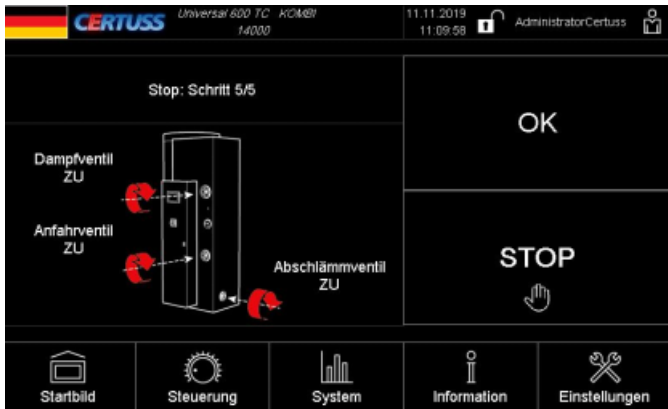 CERTUSS
Universal 600 TC KOMBI
14000
11.11.2019
11:09:58
AdministratorCertuss
Stop: Schritt 5/5
OK
Dampfventil
ZU
Anfahrventil
ZU
Abschlämmventil
ZU
STOP
Startbild
Steuerung
System
Information
Einstellungen